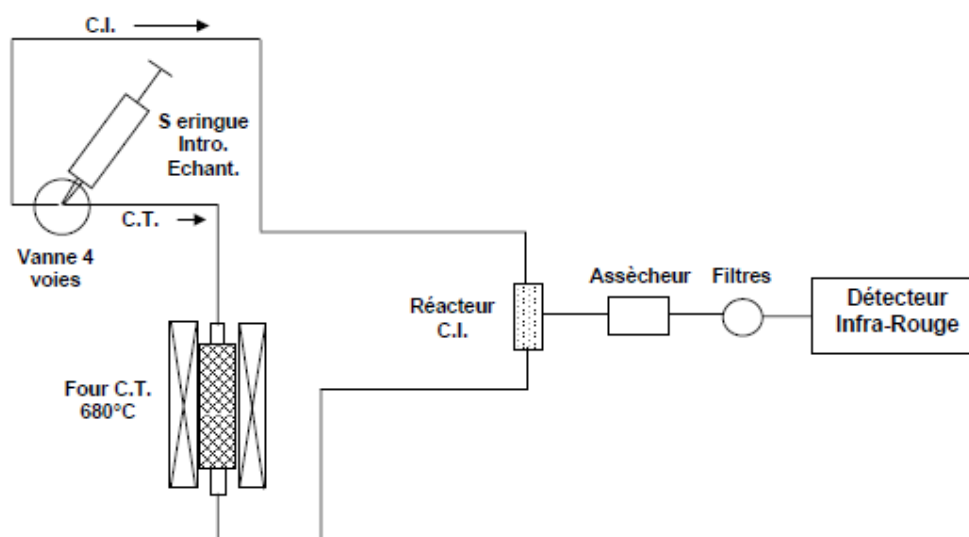 C.I.
S eringue
Intro.
Echant.
C.T.
Vanne 4
voies
Réacteur
C.I.
Assècheur
Filtres
Détecteur
Infra-Rouge
Four C.T.
680°C